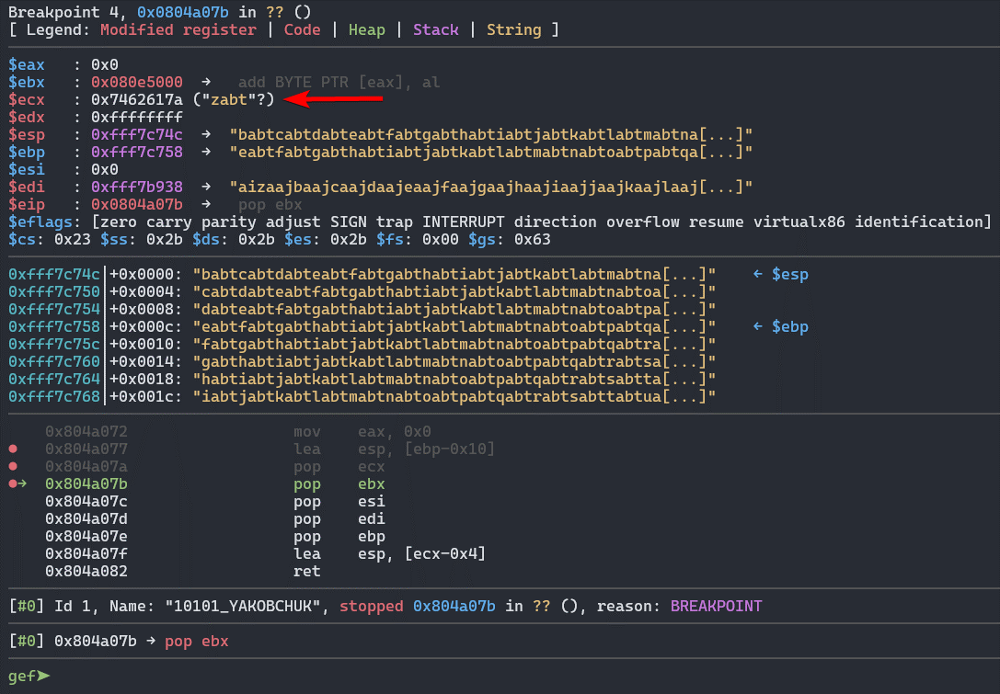 Breakpoint 4, 0x0804a07b in ?? ()
[ Legend: Modified register | Code | Heap | Stack | String ]
$eax   : 0x0
$ebx   : 0x080e5000  →   add BYTE PTR [eax], al
$ecx   : 0x7462617a ("zabt"?)
$edx   : 0xffffffff
$esp   : 0xfff7c74c  →  "babtcabtdabteabtfabtgabthabtiabtjabtkabtlabtmabtna[...]"
$ebp   : 0xfff7c758  →  "eabtfabtgabthabtiabtjabtkabtlabtmabtnabtoabtpabtqa[...]"
$esi   : 0x0
$edi   : 0xfff7b938  →  "aizaajbaajcaajdaajeaajfaajgaajhaajiaajjaajkaajlaaj[...]"
$eip   : 0x0804a07b  →   pop ebx
$eflags: [zero carry parity adjust SIGN trap INTERRUPT direction overflow resume virtualx86 identification]
$cs: 0x23 $ss: 0x2b $ds: 0x2b $es: 0x2b $fs: 0x00 $gs: 0x63
0xfff7c74c│+0x0000: "babtcabtdabteabtfabtgabthabtiabtjabtkabtlabtmabtna[...]"    ← $esp
0xfff7c750│+0x0004: "cabtdabteabtfabtgabthabtiabtjabtkabtlabtmabtnabtoa[...]"
0xfff7c754│+0x0008: "dabteabtfabtgabthabtiabtjabtkabtlabtmabtnabtoabtpa[...]"
0xfff7c758│+0x000c: "eabtfabtgabthabtiabtjabtkabtlabtmabtnabtoabtpabtqa[...]"    ← $ebp
0xfff7c75c│+0x0010: "fabtgabthabtiabtjabtkabtlabtmabtnabtoabtpabtqabtra[...]"
0xfff7c760│+0x0014: "gabthabtiabtjabtkabtlabtmabtnabtoabtpabtqabtrabtsa[...]"
0xfff7c764│+0x0018: "habtiabtjabtkabtlabtmabtnabtoabtpabtqabtrabtsabtta[...]"
0xfff7c768│+0x001c: "iabtjabtkabtlabtmabtnabtoabtpabtqabtrabtsabttabtua[...]"
0x804a072                  mov    eax, 0x0
0x804a077                  lea    esp, [ebp-0x10]
0x804a07a                  pop    ecx
→   0x804a07b                  pop    ebx
0x804a07c                  pop    esi
0x804a07d                  pop    edi
0x804a07e                  pop    ebp
0x804a07f                  lea    esp, [ecx-0x4]
0x804a082                  ret
[#0] Id 1, Name: "10101_YAKOBCHUK", stopped 0x804a07b in ?? (), reason: BREAKPOINT
[#0] 0x804a07b → pop ebx
gef➤